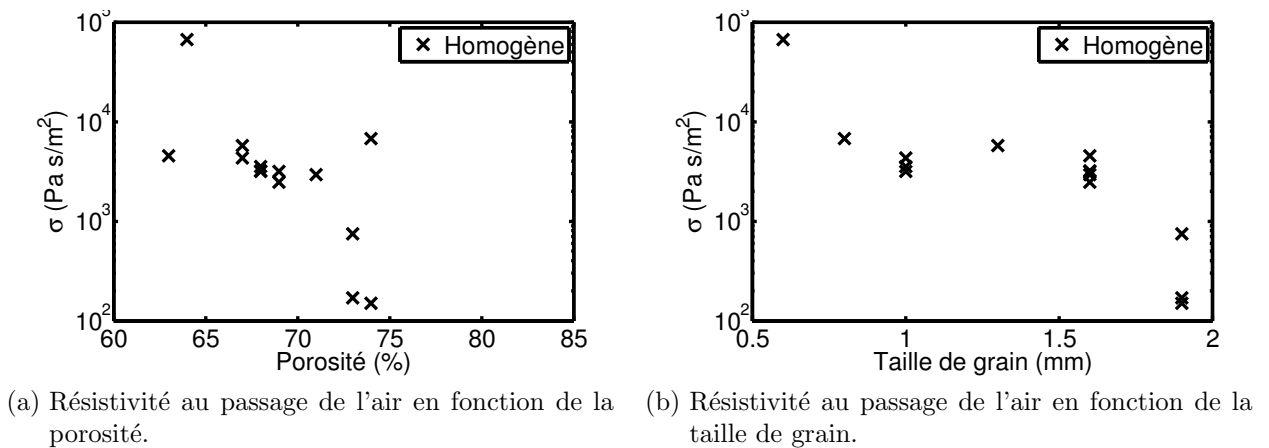 10^5
Homogène
10^4
10^3
10^2
σ (Pa s/m^2)
60 65 70 75 80 85
Porosité (%)
(a) Résistivité au passage de l'air en fonction de la
porosité.
10^5
Homogène
10^4
10^3
10^2
σ (Pa s/m^2)
0.5 1 1.5 2
Taille de grain (mm)
(b) Résistivité au passage de l'air en fonction de la
taille de grain.